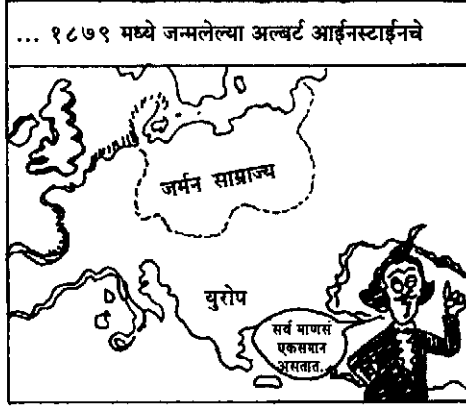 ... १८७९ मध्ये जन्मलेल्या अल्बर्ट आईनस्टाईनचे
जर्मन साम्राज्य
युरोप
सर्व माणसं
एकसमान
असतात.